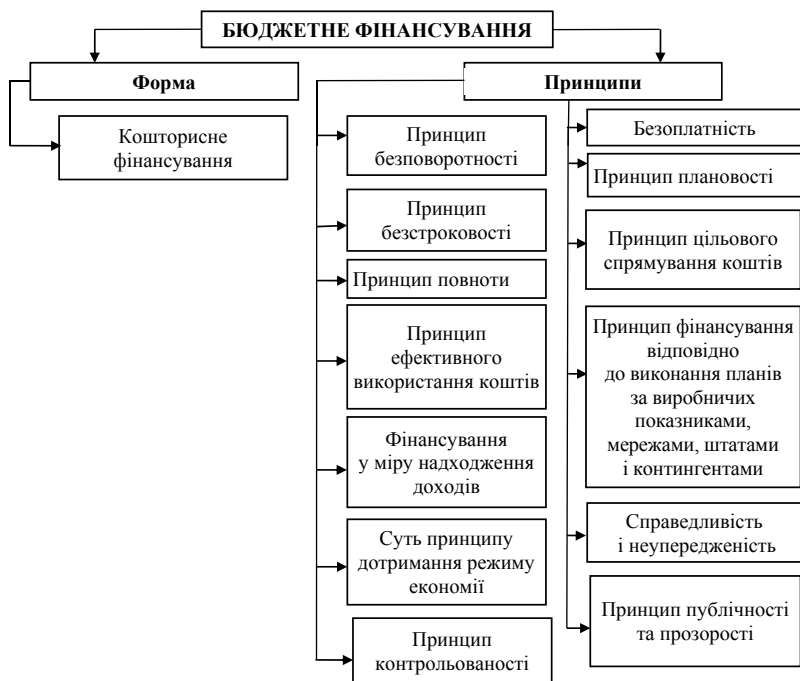 БЮДЖЕТНЕ ФІНАНСУВАННЯ
Форма
Кошторисне
фінансування
Принципи
Принцип
безповоротності
Принцип
безстроковості
Принцип повноти
Принцип
ефективного
використання коштів
Фінансування
у міру надходження
доходів
Суть принципу
дотримання режиму
економії
Принцип
контрольованості
Безоплатність
Принцип плановості
Принцип цільового
спрямування коштів
Принцип фінансування
відповідно
до виконання планів
за виробничих
показниками,
мережами, штатами
і контингентами
Справедливість
і неупередженість
Принцип публічності
та прозорості